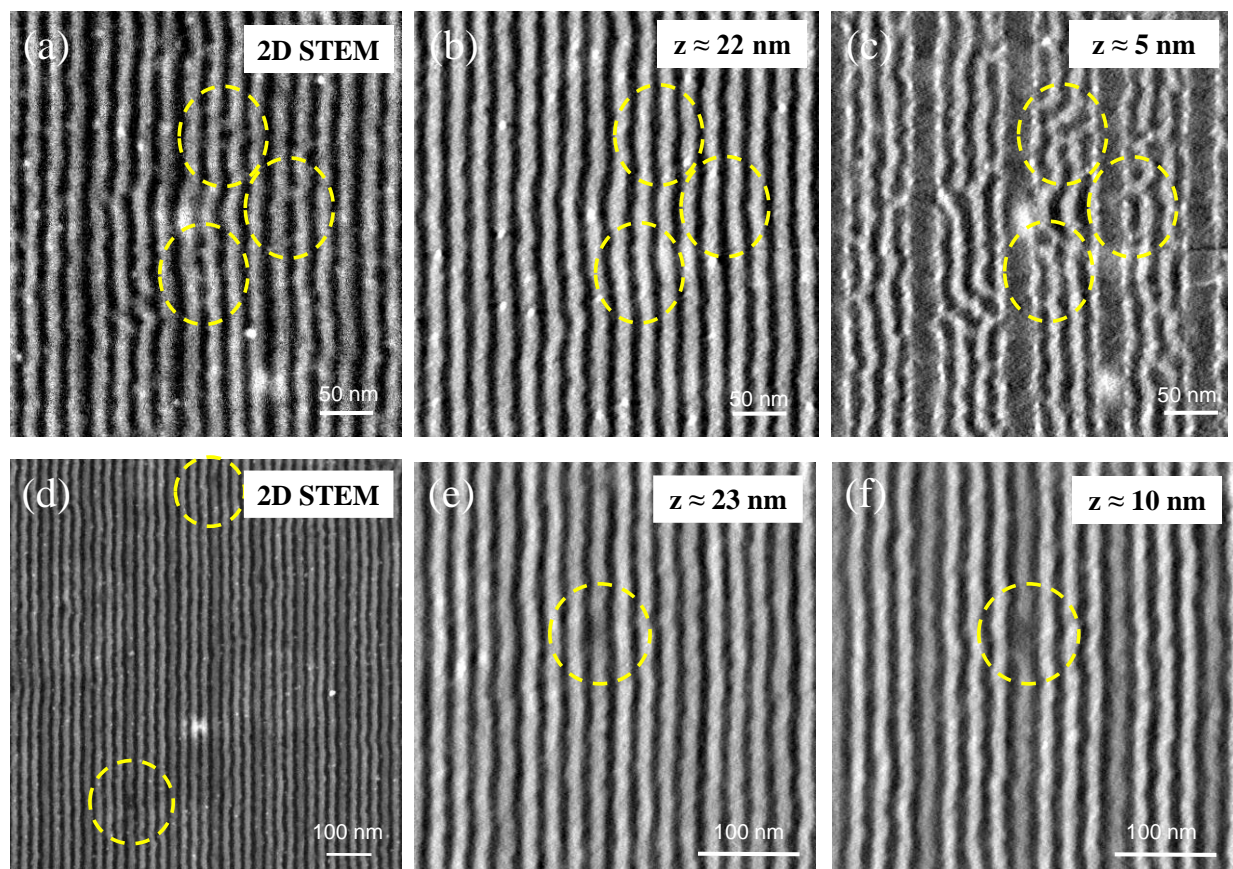 (a)
2D STEM
50 nm
(b)
z ≈ 22 nm
50 nm
(c)
z ≈ 5 nm
50 nm
(d)
2D STEM
100 nm
(e)
z ≈ 23 nm
100 nm
(f)
z ≈ 10 nm
100 nm